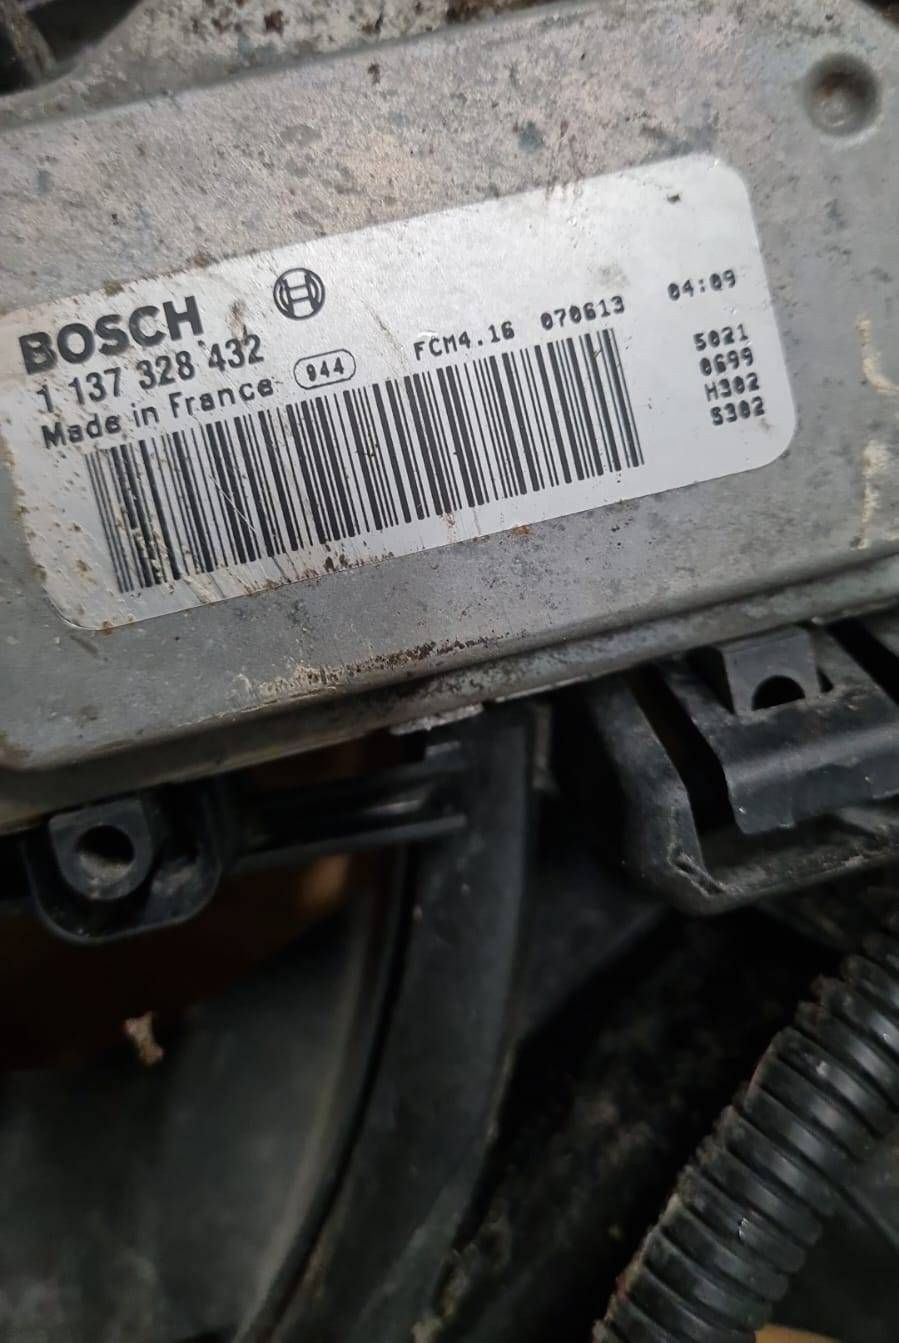 BOSCH
1 137 328 432
Made in France 944
FCM4.16 070613 04:09
5021
0699
H302
S302